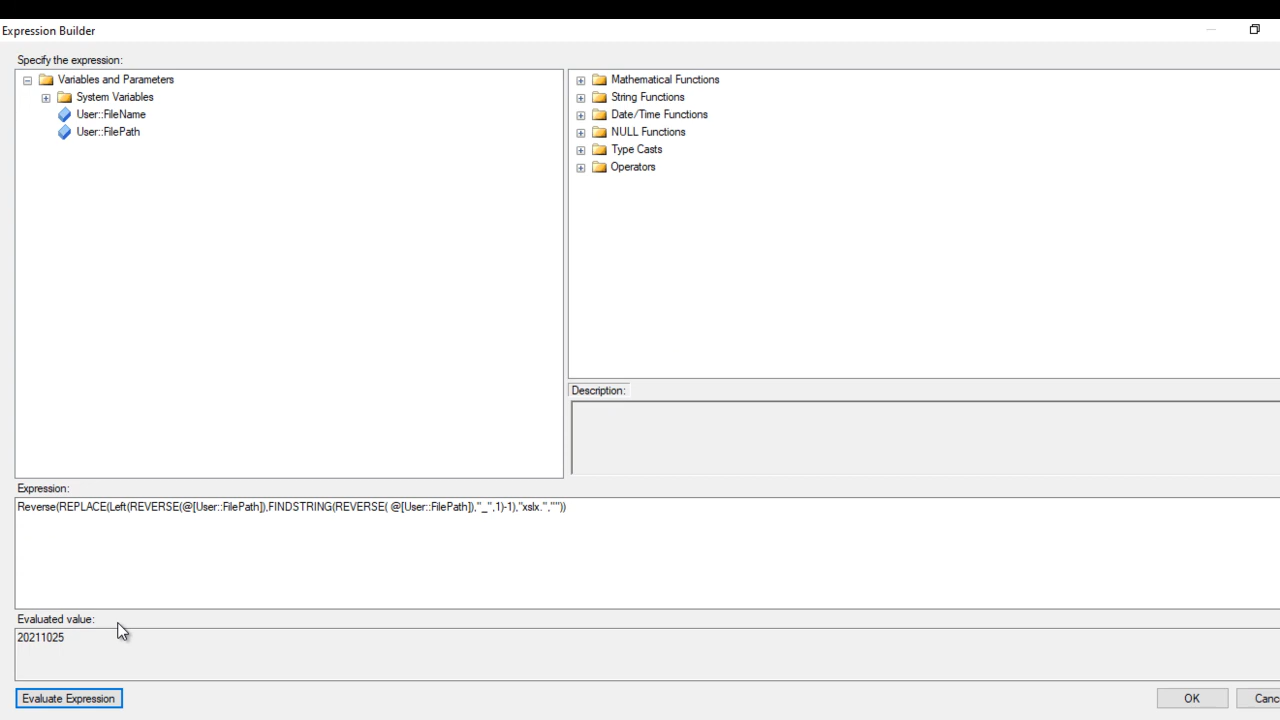 Expression Builder
Specify the expression:
Variables and Parameters
System Variables
User::FileName
User::FilePath
Mathematical Functions
String Functions
Date/Time Functions
NULL Functions
Type Casts
Operators
Description:
Expression:
Reverse(REPLACE(Left(REVERSE(@[User::FilePath]),FINDSTRING(REVERSE( @[User::FilePath]),"_",1)-1),"xslx.",""))
Evaluated value:
20211025
Evaluate Expression
OK
Canc